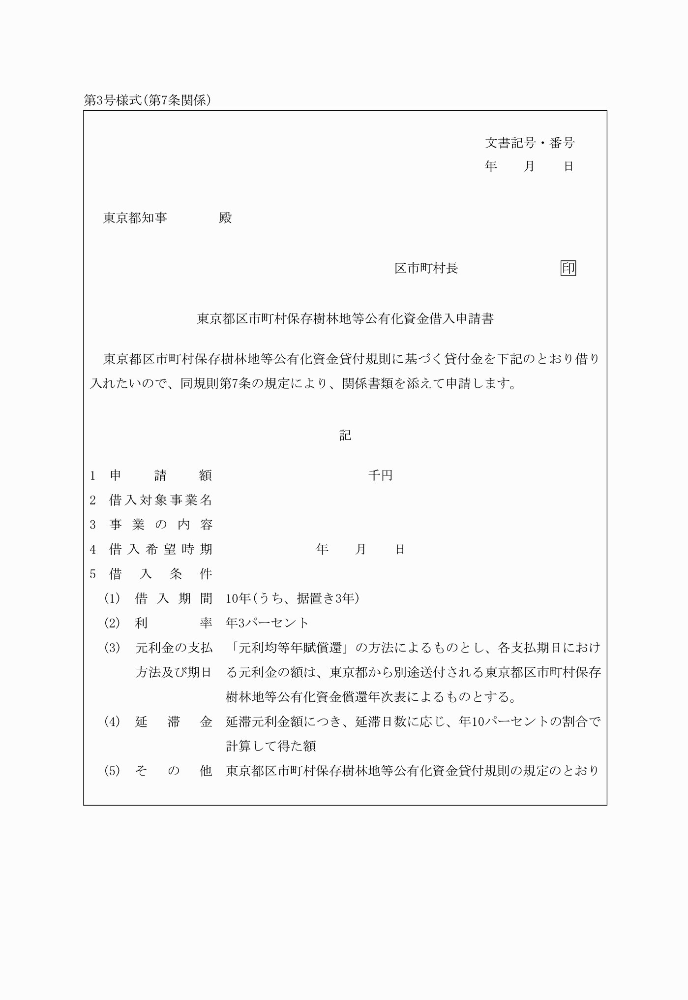 第3号様式(第7条関係)
文書記号・番号
年　月　日
東京都知事　　　　殿
区市町村長　　　　　　　　印
東京都区市町村保存樹林地等公有化資金借入申請書
　東京都区市町村保存樹林地等公有化資金貸付規則に基づく貸付金を下記のとおり借り
入れたいので、同規則第7条の規定により、関係書類を添えて申請します。
記
1　申請額　　　　千円
2　借入対象事業名
3　事業の内容
4　借入希望時期　　　　年　月　日
5　借入条件
(1)　借入期間　10年(うち、据置き3年)
(2)　利率　年3パーセント
(3)　元利金の支払　「元利均等年賦償還」の方法によるものとし、各支払期日におけ
方法及び期日　る元利金の額は、東京都から別途送付される東京都区市町村保存
樹林地等公有化資金償還年次表によるものとする。
(4)　延滞金　延滞元利金額につき、延滞日数に応じ、年10パーセントの割合で
計算して得た額
(5)　その他　東京都区市町村保存樹林地等公有化資金貸付規則の規定のとおり